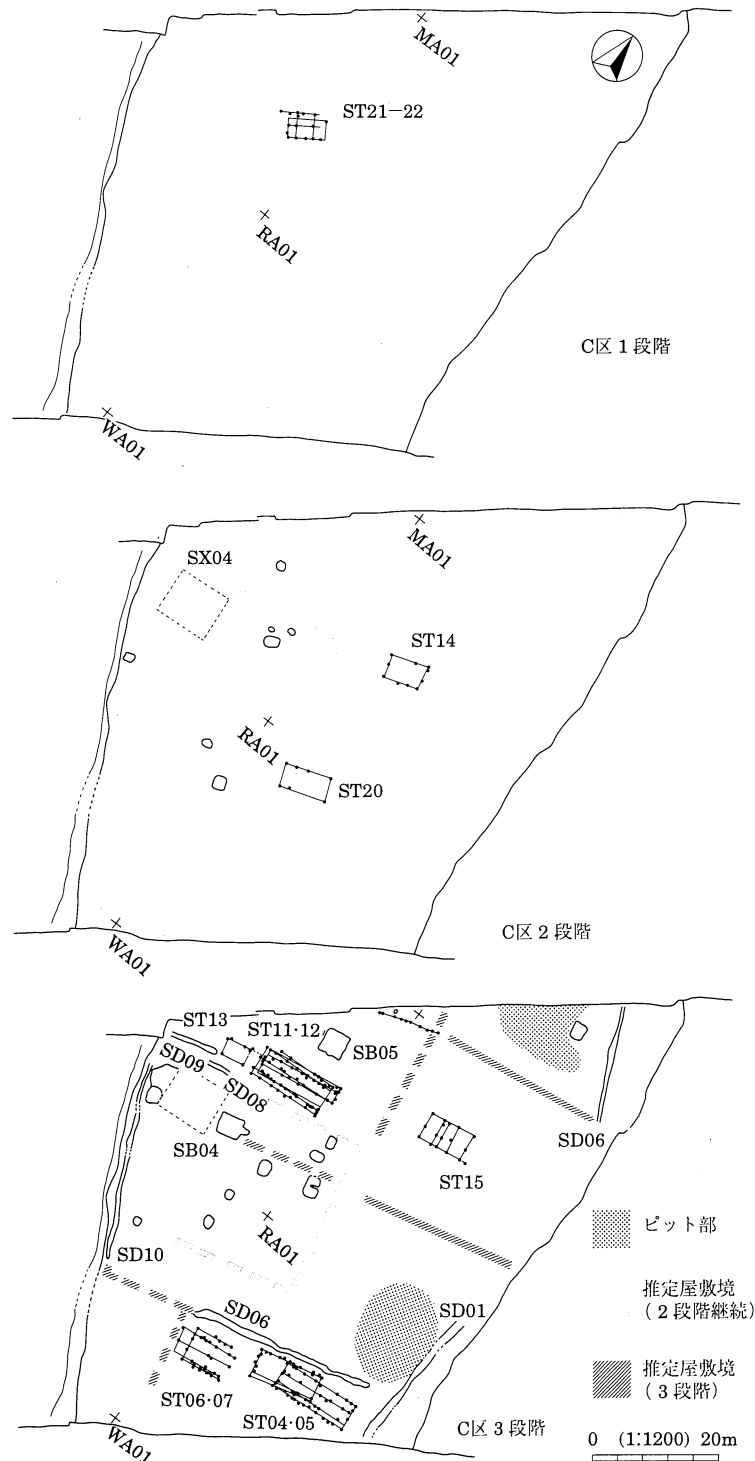 MA01
ST21-22
RA01
C区1段階
WA01
MA01
SX04
ST14
RA01
ST20
C区2段階
WA01
ST13
ST11・12
SB05
SD09
SD08
SD06
SB04
ST15
ピット部
RA01
SD10
推定屋敷境
(2段階継続)
SD06
SD01
推定屋敷境
(3段階)
ST06・07
ST04・05
C区3段階
WA01
0 (1:1200) 20m